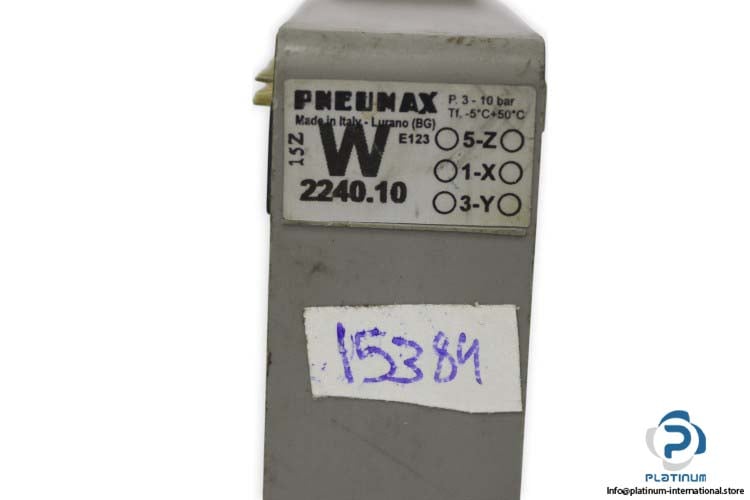 PNEUMAX
P. 3 - 10 bar
Tf. -5°C+50°C
Made in Italy - Lurano (BG)
15Z
W
E123
5-Z
1-X
3-Y
2240.10
15384
PLATINUM
Info@platinum-international.store